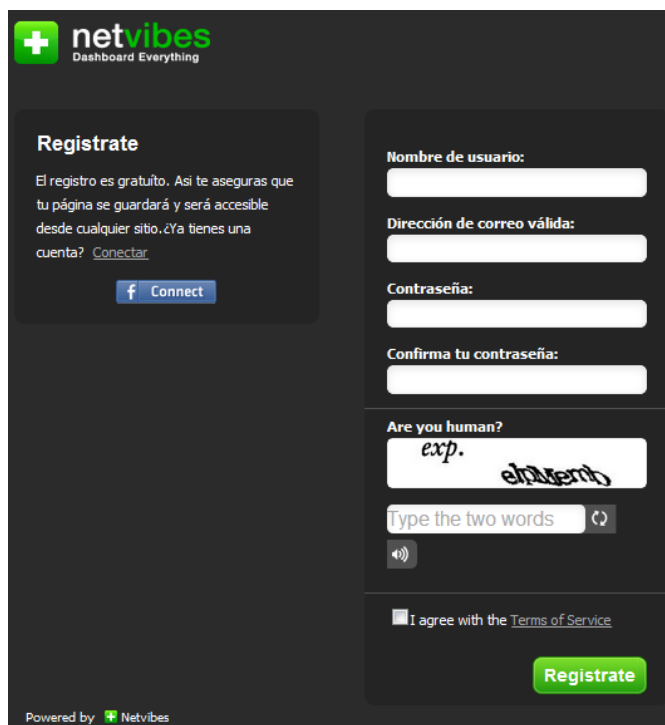 netvibes
Dashboard Everything
Registrate
El registro es gratuíto. Asi te aseguras que
tu página se guardará y será accesible
desde cualquier sitio.¿Ya tienes una
cuenta? Conectar
f Connect
Nombre de usuario:
Dirección de correo válida:
Contraseña:
Confirma tu contraseña:
Are you human?
Type the two words
I agree with the Terms of Service
Registrate
Powered by Netvibes